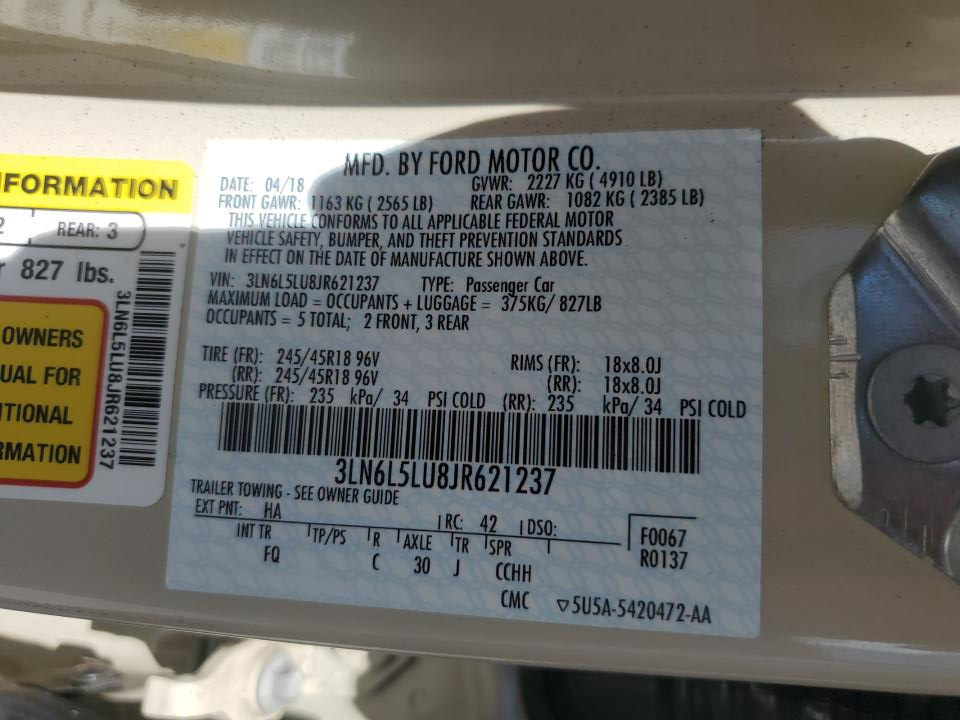 MFD. BY FORD MOTOR CO.
DATE: 04/18 GVWR: 2227 KG ( 4910 LB)
FRONT GAWR: 1163 KG ( 2565 LB) REAR GAWR: 1082 KG ( 2385 LB)
THIS VEHICLE CONFORMS TO ALL APPLICABLE FEDERAL MOTOR
VEHICLE SAFETY, BUMPER, AND THEFT PREVENTION STANDARDS
IN EFFECT ON THE DATE OF MANUFACTURE SHOWN ABOVE.
VIN: 3LN6L5LU8JR621237 TYPE: Passenger Car
MAXIMUM LOAD = OCCUPANTS + LUGGAGE = 375KG/ 827LB
OCCUPANTS = 5 TOTAL; 2 FRONT, 3 REAR
TIRE (FR): 245/45R18 96V RIMS (FR): 18x8.0J
(RR): 245/45R18 96V (RR): 18x8.0J
PRESSURE (FR): 235 kPa/ 34 PSI COLD (RR): 235 kPa/ 34 PSI COLD
3LN6L5LU8JR621237
TRAILER TOWING - SEE OWNER GUIDE
EXT PNT: HA RC: 42 DSO:
INT TR TP/PS R AXLE TR SPR
FQ C 30 J CCHH
CMC
F0067
R0137
▽5U5A-5420472-AA
NFORMATION
2 REAR: 3
r 827 lbs.
OWNERS
UAL FOR
ITIONAL
RMATION
3LN6L5LU8JR621237